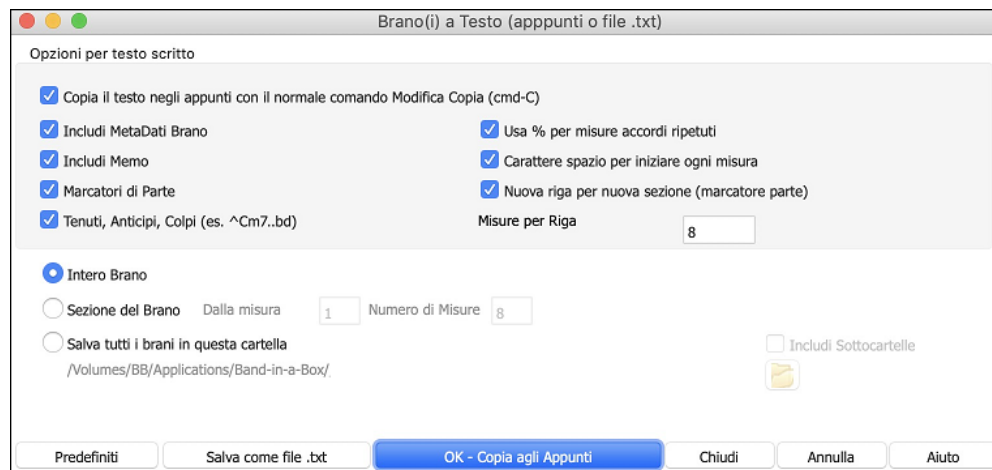 Brano(i) a Testo (apppunti o file .txt)
Opzioni per testo scritto
Copia il testo negli appunti con il normale comando Modifica Copia (cmd-C)
Includi MetaDati Brano
Usa % per misure accordi ripetuti
Includi Memo
Carattere spazio per iniziare ogni misura
Marcatori di Parte
Nuova riga per nuova sezione (marcatore parte)
Tenuti, Anticipi, Colpi (es. ^Cm7..bd)
Misure per Riga 8
Intero Brano
Sezione del Brano Dalla misura 1 Numero di Misure 8
Salva tutti i brani in questa cartella
Includi Sottocartelle
/Volumes/BB/Applications/Band-in-a-Box/
Predefiniti Salva come file .txt OK - Copia agli Appunti Chiudi Annulla Aiuto